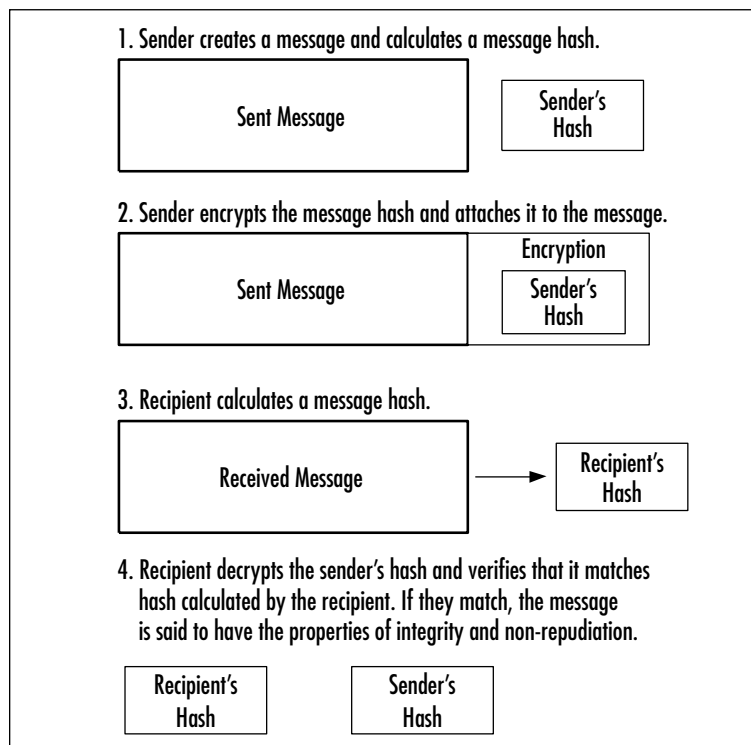 1. Sender creates a message and calculates a message hash.
Sent Message
Sender's
Hash
2. Sender encrypts the message hash and attaches it to the message.
Sent Message
Encryption
Sender's
Hash
3. Recipient calculates a message hash.
Received Message
Recipient's
Hash
4. Recipient decrypts the sender's hash and verifies that it matches
hash calculated by the recipient. If they match, the message
is said to have the properties of integrity and non-repudiation.
Recipient's
Hash
Sender's
Hash